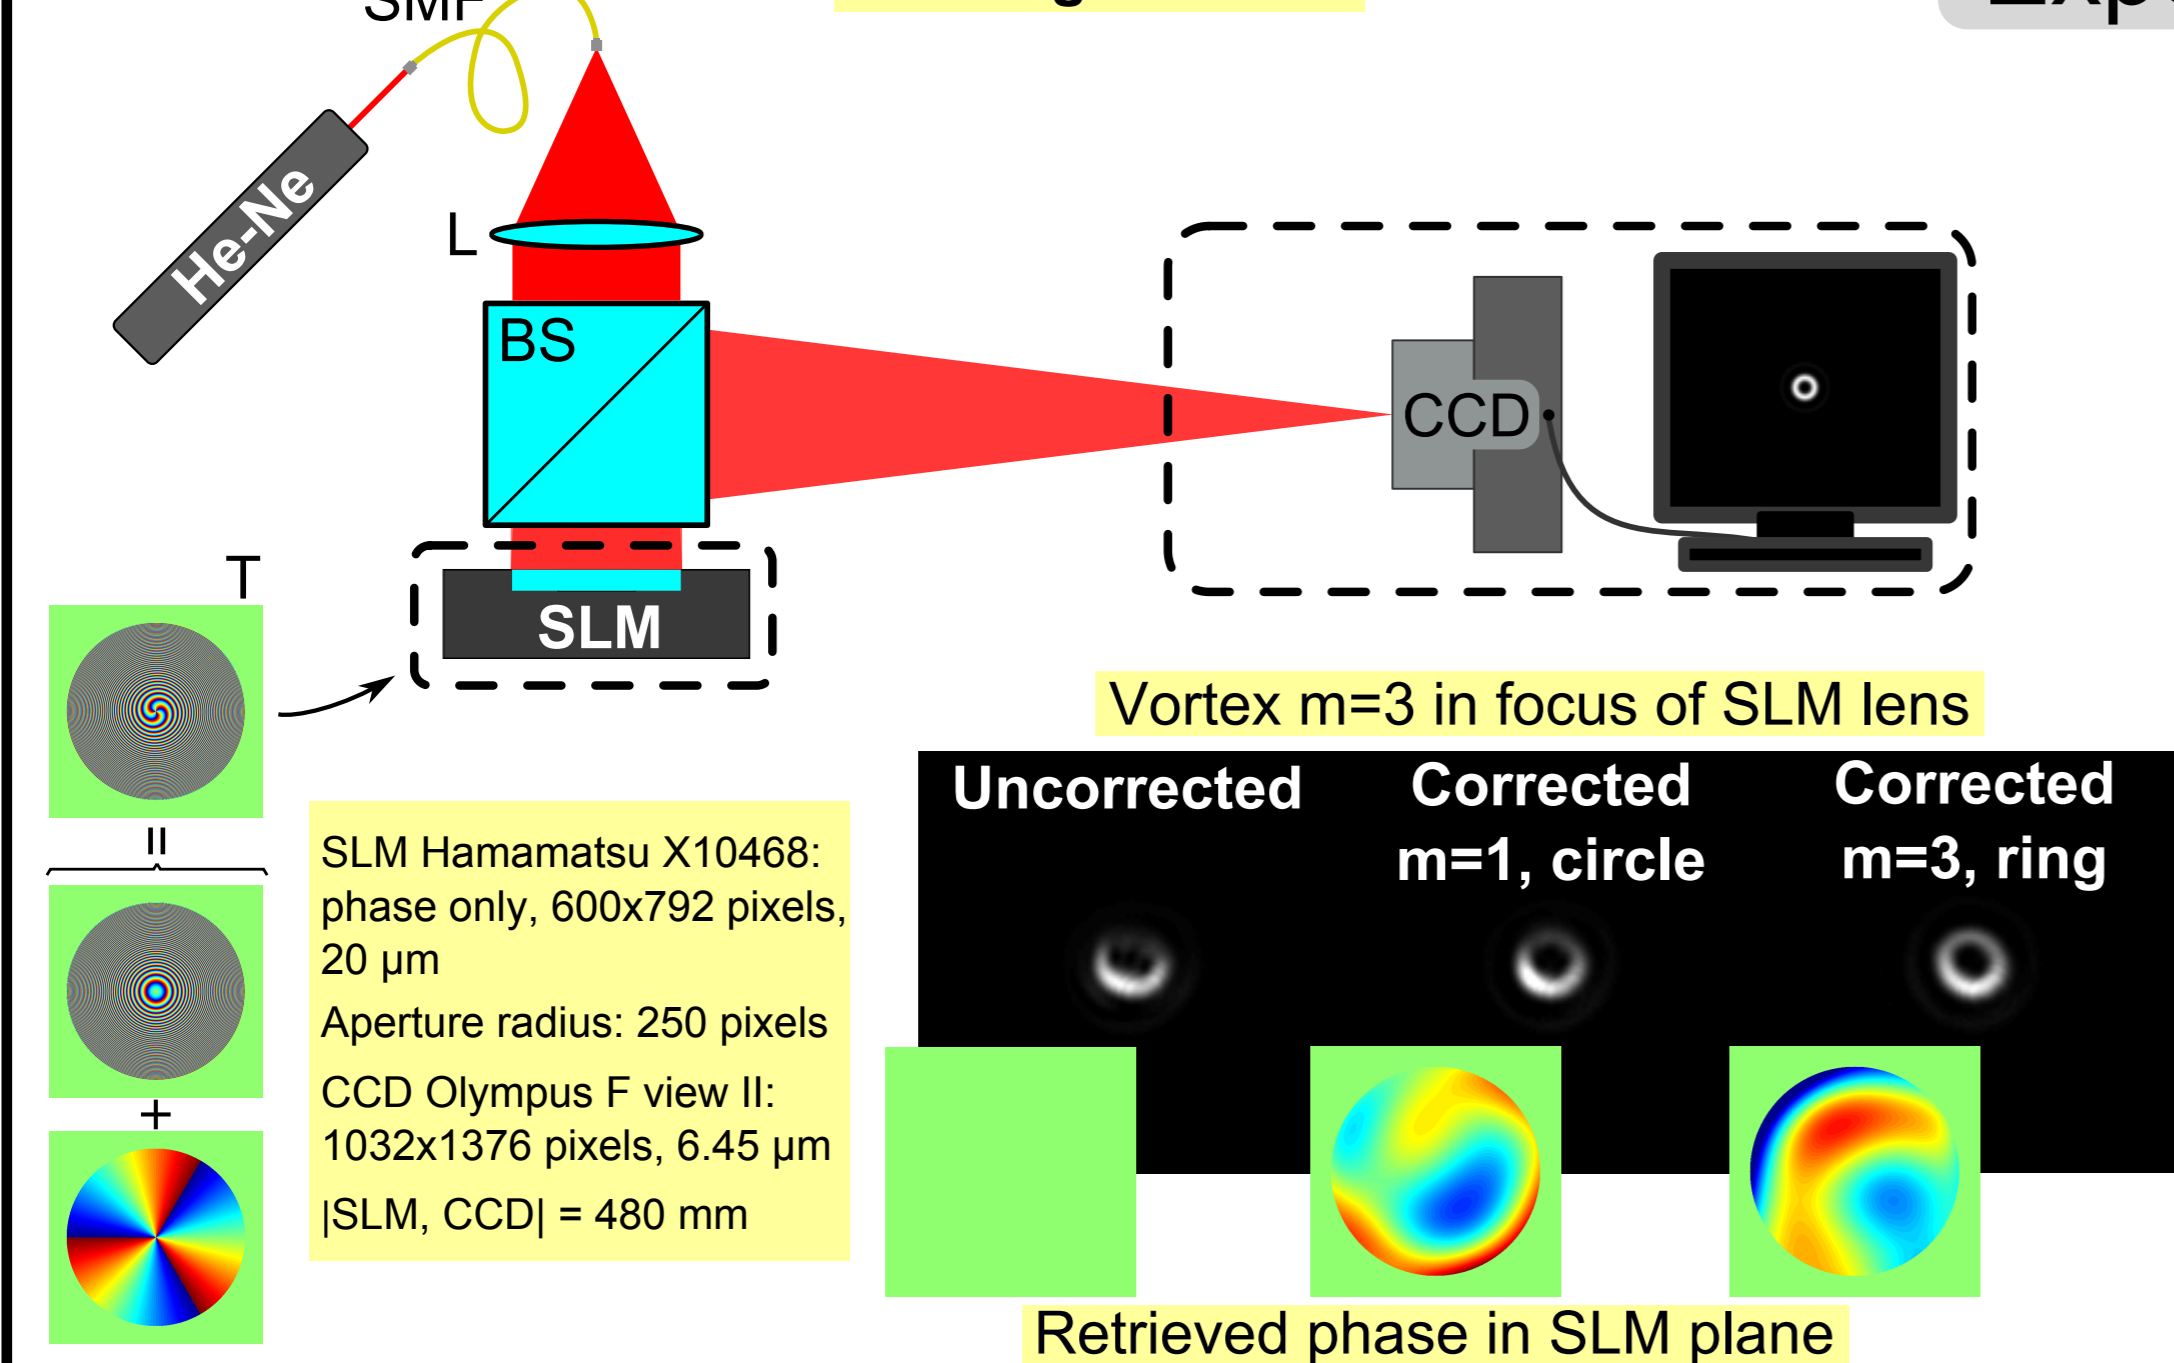 SMF
He-Ne
L
BS
CCD
SLM
T
=
+
SLM Hamamatsu X10468:
phase only, 600x792 pixels,
20 µm
Aperture radius: 250 pixels
CCD Olympus F view II:
1032x1376 pixels, 6.45 µm
|SLM, CCD| = 480 mm
Vortex m=3 in focus of SLM lens
Uncorrected
Corrected
m=1, circle
Corrected
m=3, ring
Retrieved phase in SLM plane